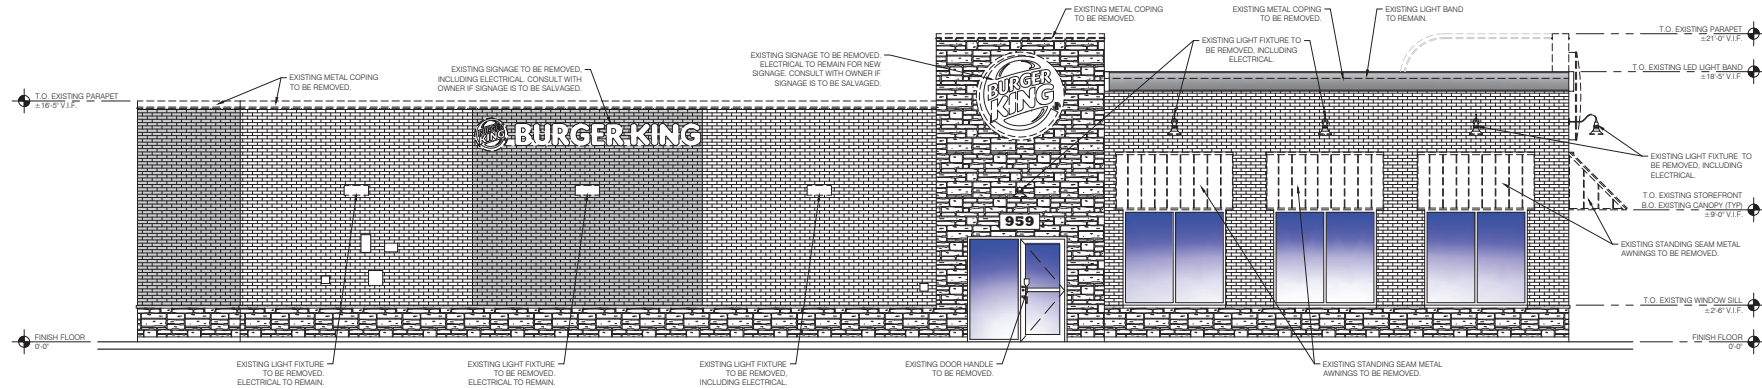 EXISTING METAL COPING
TO BE REMOVED.
EXISTING METAL COPING
TO BE REMOVED.
EXISTING LIGHT BAND
TO REMAIN.
T.O. EXISTING PARAPET
±21'-0" V.I.F.
EXISTING LIGHT FIXTURE TO
BE REMOVED, INCLUDING
ELECTRICAL.
EXISTING SIGNAGE TO BE REMOVED.
ELECTRICAL TO REMAIN FOR NEW
SIGNAGE. CONSULT WITH OWNER IF
SIGNAGE IS TO BE SALVAGED.
T.O. EXISTING LED LIGHT BAND
±18'-5" V.I.F.
EXISTING SIGNAGE TO BE REMOVED,
INCLUDING ELECTRICAL. CONSULT WITH
OWNER IF SIGNAGE IS TO BE SALVAGED.
EXISTING METAL COPING
TO BE REMOVED.
T.O. EXISTING PARAPET
±16'-5" V.I.F.
BURGER
KING
BURGER
KING
BURGER KING
EXISTING LIGHT FIXTURE TO
BE REMOVED, INCLUDING
ELECTRICAL.
T.O. EXISTING STOREFRONT
B.O. EXISTING CANOPY (TYP)
±9'-0" V.I.F.
959
EXISTING STANDING SEAM METAL
AWNINGS TO BE REMOVED.
T.O. EXISTING WINDOW SILL
±2'-6" V.I.F.
FINISH FLOOR
0'-0"
FINISH FLOOR
0'-0"
EXISTING LIGHT FIXTURE
TO BE REMOVED.
ELECTRICAL TO REMAIN.
EXISTING LIGHT FIXTURE
TO BE REMOVED.
ELECTRICAL TO REMAIN.
EXISTING LIGHT FIXTURE
TO BE REMOVED,
INCLUDING ELECTRICAL.
EXISTING DOOR HANDLE
TO BE REMOVED.
EXISTING STANDING SEAM METAL
AWNINGS TO BE REMOVED.